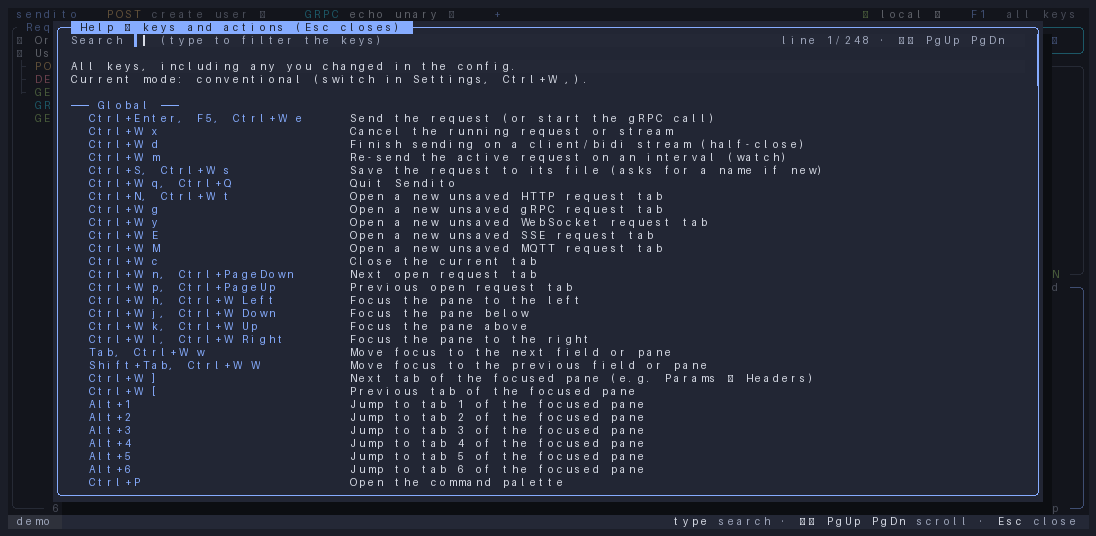 sendito POST create user GRPC echo unary + local F1 all keys
Help keys and actions (Esc closes)
Search (type to filter the keys) line 1/248 · PgUp PgDn
All keys, including any you changed in the config.
Current mode: conventional (switch in Settings, Ctrl+W ,).
── Global ──
Ctrl+Enter, F5, Ctrl+W e Send the request (or start the gRPC call)
Ctrl+W x Cancel the running request or stream
Ctrl+W d Finish sending on a client/bidi stream (half-close)
Ctrl+W m Re-send the active request on an interval (watch)
Ctrl+S, Ctrl+W s Save the request to its file (asks for a name if new)
Ctrl+W q, Ctrl+Q Quit Sendito
Ctrl+N, Ctrl+W t Open a new unsaved HTTP request tab
Ctrl+W g Open a new unsaved gRPC request tab
Ctrl+W y Open a new unsaved WebSocket request tab
Ctrl+W E Open a new unsaved SSE request tab
Ctrl+W M Open a new unsaved MQTT request tab
Ctrl+W c Close the current tab
Ctrl+W n, Ctrl+PageDown Next open request tab
Ctrl+W p, Ctrl+PageUp Previous open request tab
Ctrl+W h, Ctrl+W Left Focus the pane to the left
Ctrl+W j, Ctrl+W Down Focus the pane below
Ctrl+W k, Ctrl+W Up Focus the pane above
Ctrl+W l, Ctrl+W Right Focus the pane to the right
Tab, Ctrl+W w Move focus to the next field or pane
Shift+Tab, Ctrl+W W Move focus to the previous field or pane
Ctrl+W ] Next tab of the focused pane (e.g. Params Headers)
Ctrl+W [ Previous tab of the focused pane
Alt+1 Jump to tab 1 of the focused pane
Alt+2 Jump to tab 2 of the focused pane
Alt+3 Jump to tab 3 of the focused pane
Alt+4 Jump to tab 4 of the focused pane
Alt+5 Jump to tab 5 of the focused pane
Alt+6 Jump to tab 6 of the focused pane
Ctrl+P Open the command palette
demo type search · PgUp PgDn scroll · Esc close